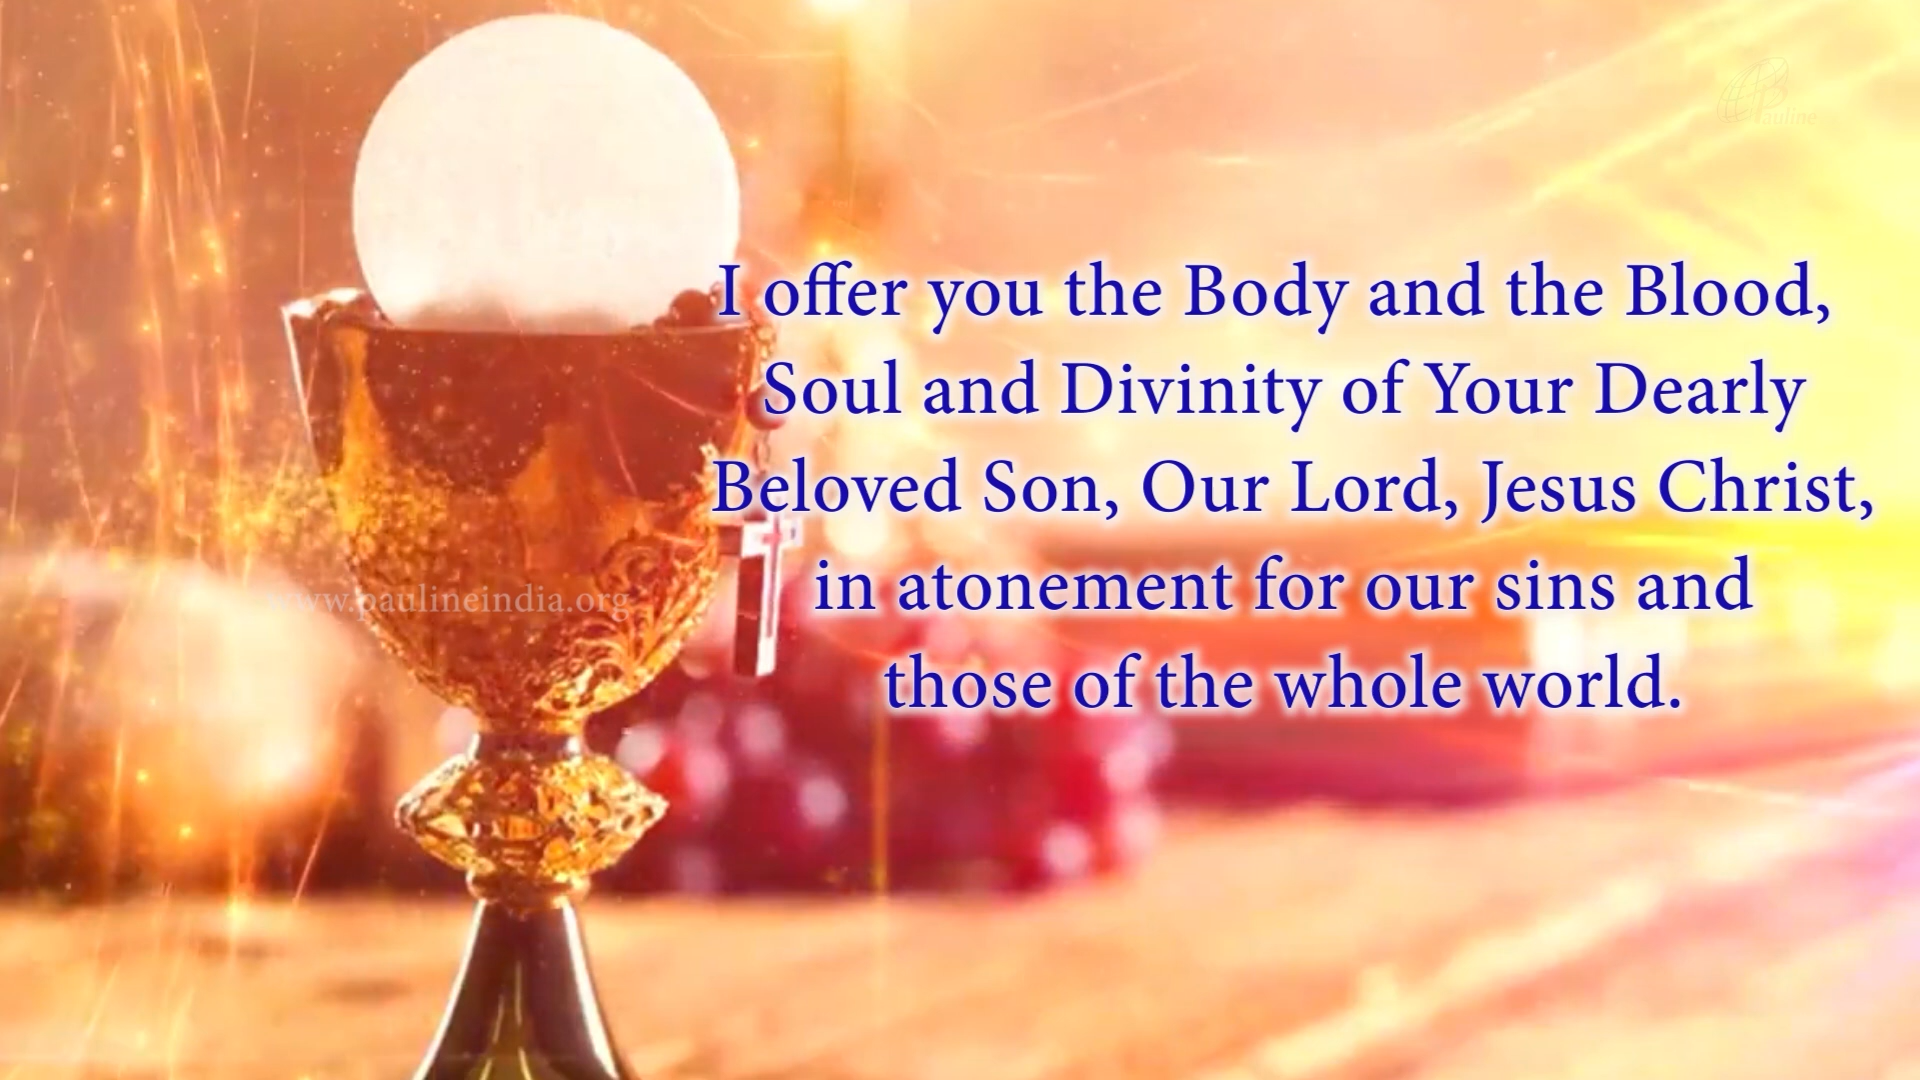 Pauline
I offer you the Body and the Blood,
Soul and Divinity of Your Dearly
Beloved Son, Our Lord, Jesus Christ,
in atonement for our sins and
those of the whole world.
www.paulineindia.org